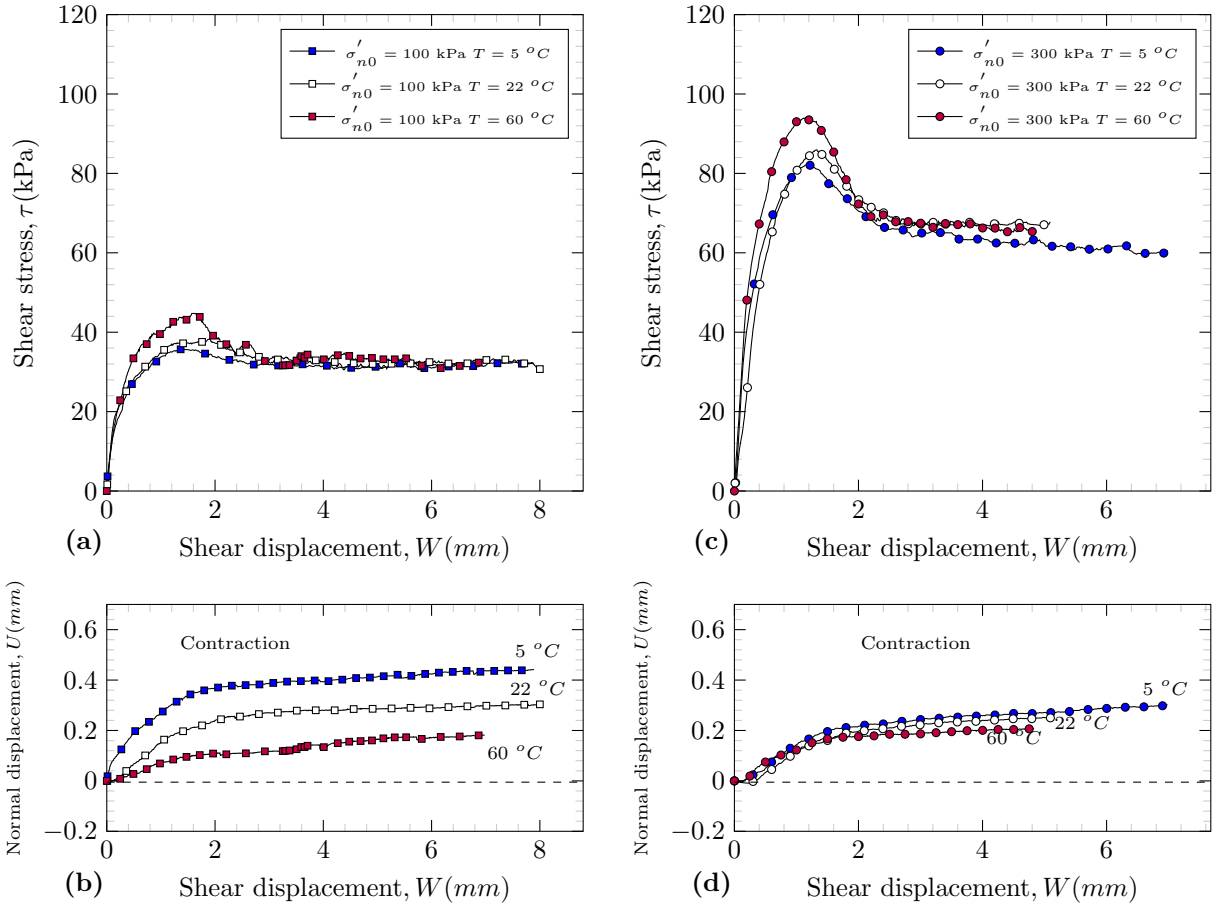 120
100
80
60
40
20
0
0 2 4 6 8
Shear stress, τ(kPa)
σ′n0 = 100 kPa T = 5 °C
σ′n0 = 100 kPa T = 22 °C
σ′n0 = 100 kPa T = 60 °C
(a)
Shear displacement, W(mm)
120
100
80
60
40
20
0
0 2 4 6
Shear stress, τ(kPa)
σ′n0 = 300 kPa T = 5 °C
σ′n0 = 300 kPa T = 22 °C
σ′n0 = 300 kPa T = 60 °C
(c)
Shear displacement, W(mm)
0.6
0.4
0.2
0
−0.2
0 2 4 6 8
Normal displacement, U(mm)
Contraction
5 °C
22 °C
60 °C
(b)
Shear displacement, W(mm)
0.6
0.4
0.2
0
−0.2
0 2 4 6
Normal displacement, U(mm)
Contraction
5 °C
22 °C
60 °C
(d)
Shear displacement, W(mm)